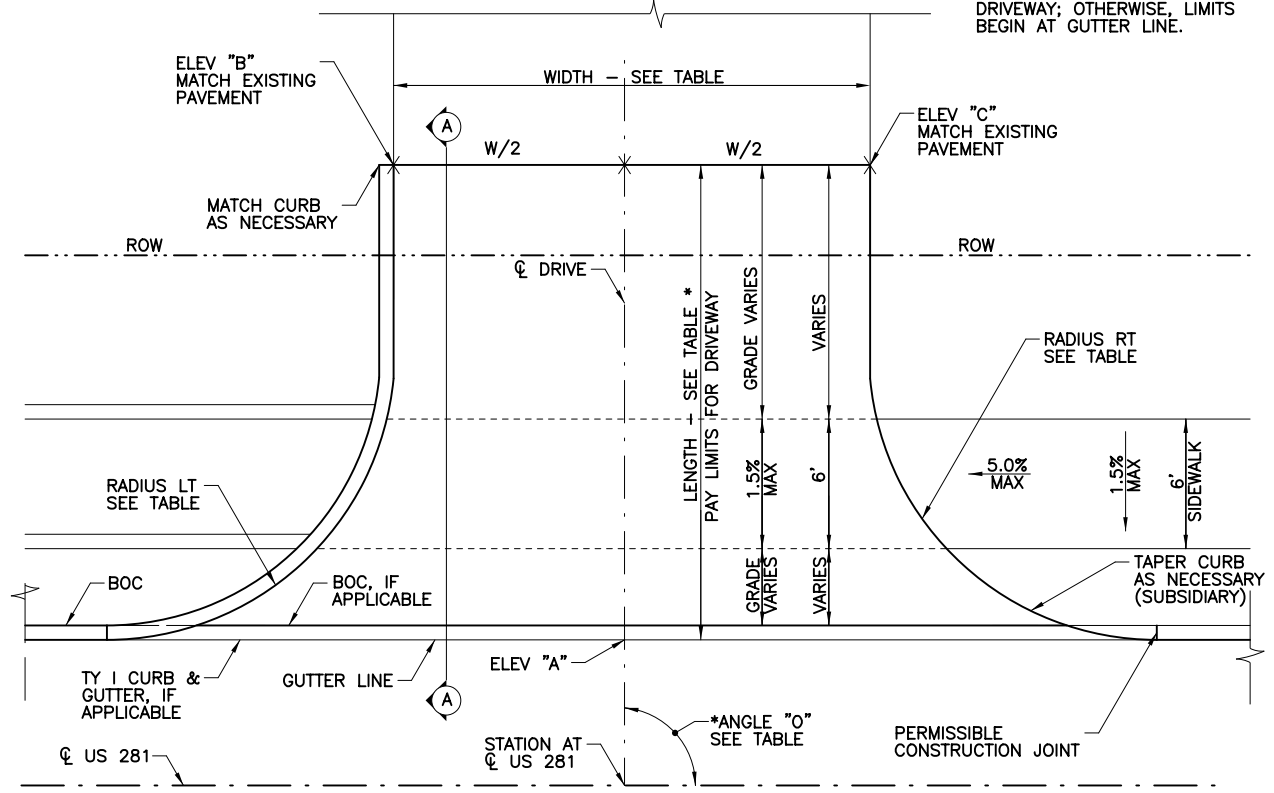 DRIVEWAY; OTHERWISE, LIMITS
BEGIN AT GUTTER LINE.
ELEV "B"
MATCH EXISTING
PAVEMENT
WIDTH - SEE TABLE
ELEV "C"
MATCH EXISTING
PAVEMENT
A
W/2
W/2
MATCH CURB
AS NECESSARY
ROW
ROW
℄ DRIVE
LENGTH - SEE TABLE *
PAY LIMITS FOR DRIVEWAY
GRADE VARIES
VARIES
RADIUS RT
SEE TABLE
1.5%
MAX
6'
5.0%
MAX
1.5%
MAX
6'
SIDEWALK
RADIUS LT
SEE TABLE
BOC
BOC, IF
APPLICABLE
GRADE
VARIES
VARIES
TAPER CURB
AS NECESSARY
(SUBSIDIARY)
ELEV "A"
TY I CURB &
GUTTER, IF
APPLICABLE
GUTTER LINE
A
*ANGLE "O"
SEE TABLE
PERMISSIBLE
CONSTRUCTION JOINT
℄ US 281
STATION AT
℄ US 281